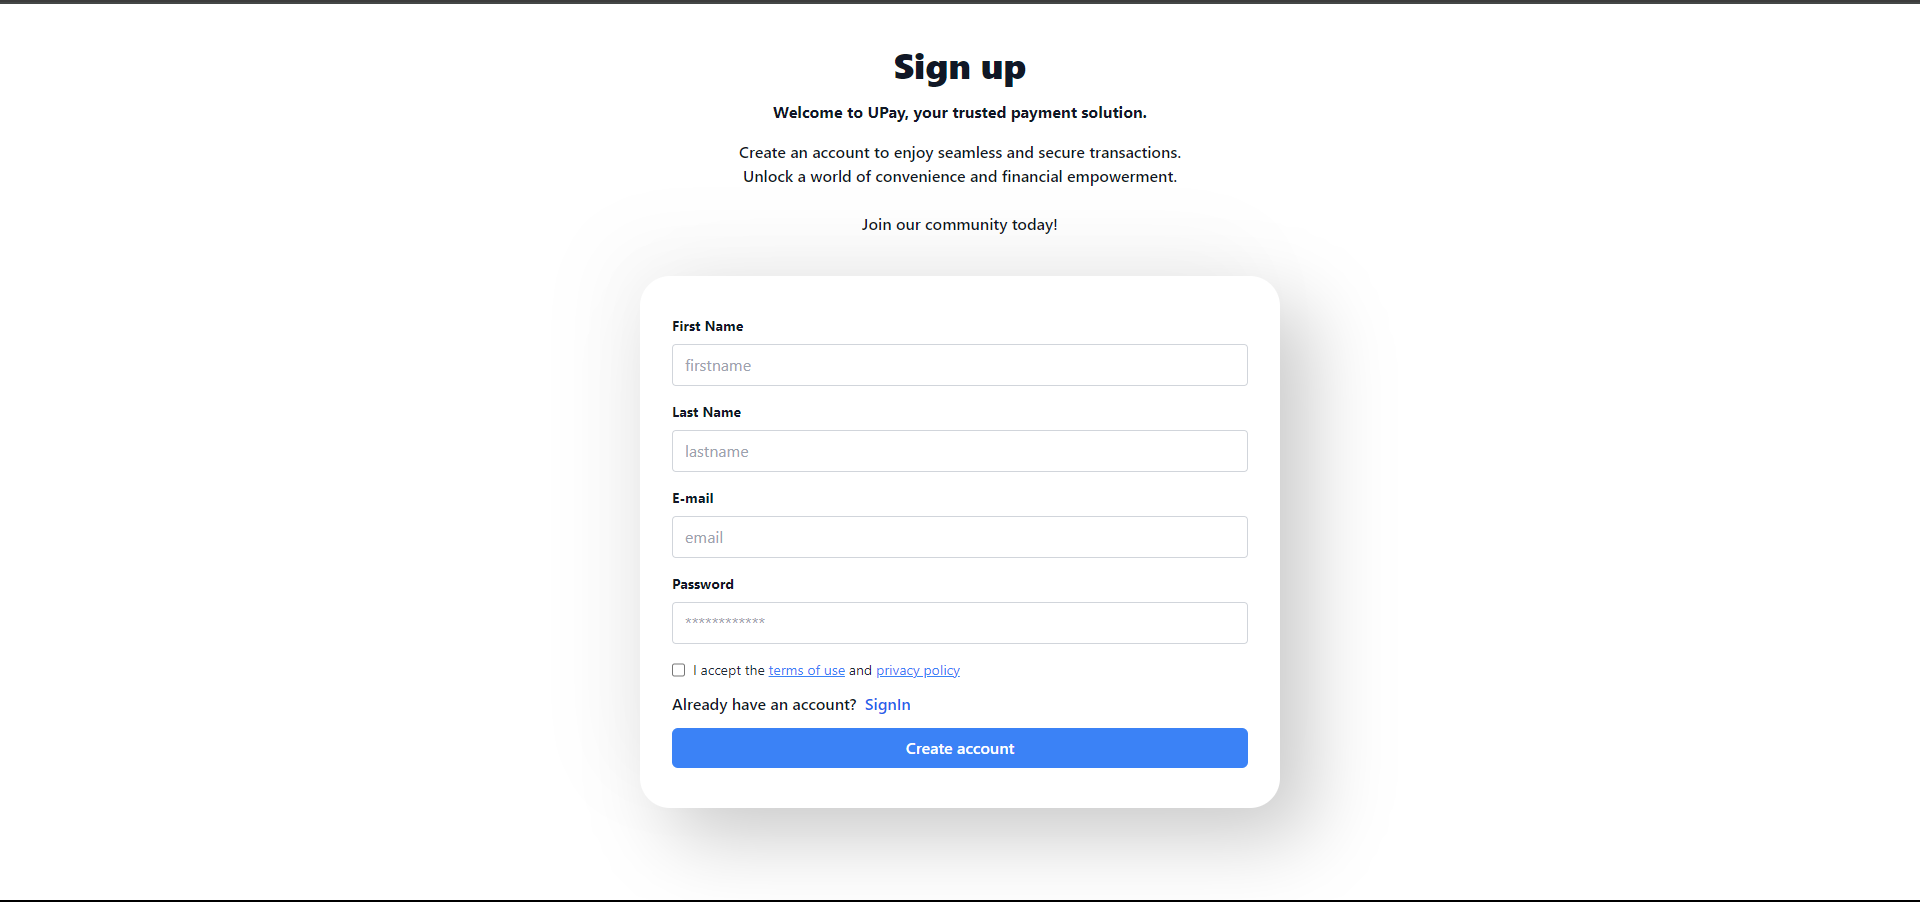 Sign up
Welcome to UPay, your trusted payment solution.
Create an account to enjoy seamless and secure transactions.
Unlock a world of convenience and financial empowerment.
Join our community today!
First Name
firstname
Last Name
lastname
E-mail
email
Password
************
I accept the terms of use and privacy policy
Already have an account? SignIn
Create account